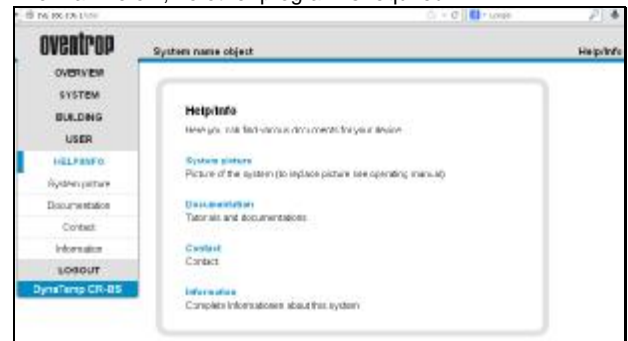 oventrop
System name object
Help/Info
OVERVIEW
SYSTEM
BUILDING
USER
HELP/INFO
System picture
Documentation
Contact
Information
LOGOUT
DynaTemp CR-BS
Help/Info
Here you can find various documents for your device
System picture
Picture of the system (to replace picture see operating manual)
Documentation
Tutorials and documentations
Contact
Contact
Information
Complete Informationen about this system